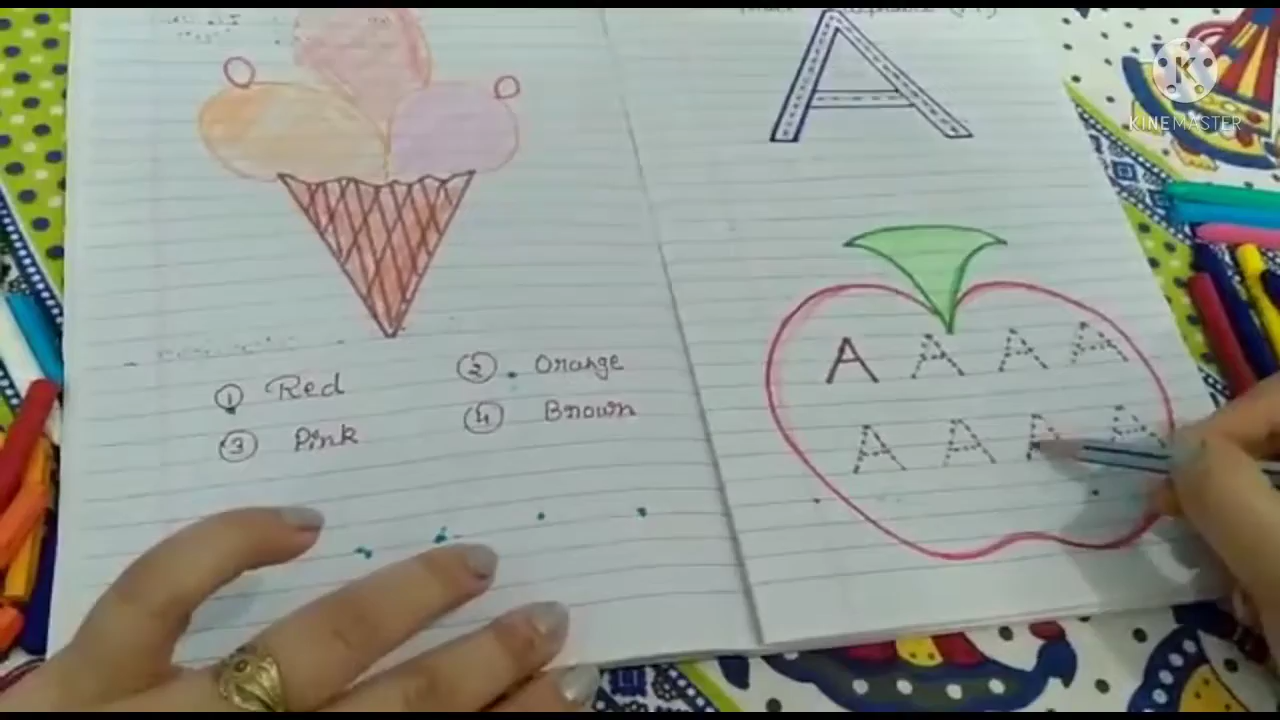 A
① Red ② Orange
③ Pink ④ Brown
A A A A
A A A A
K
KINEMASTER